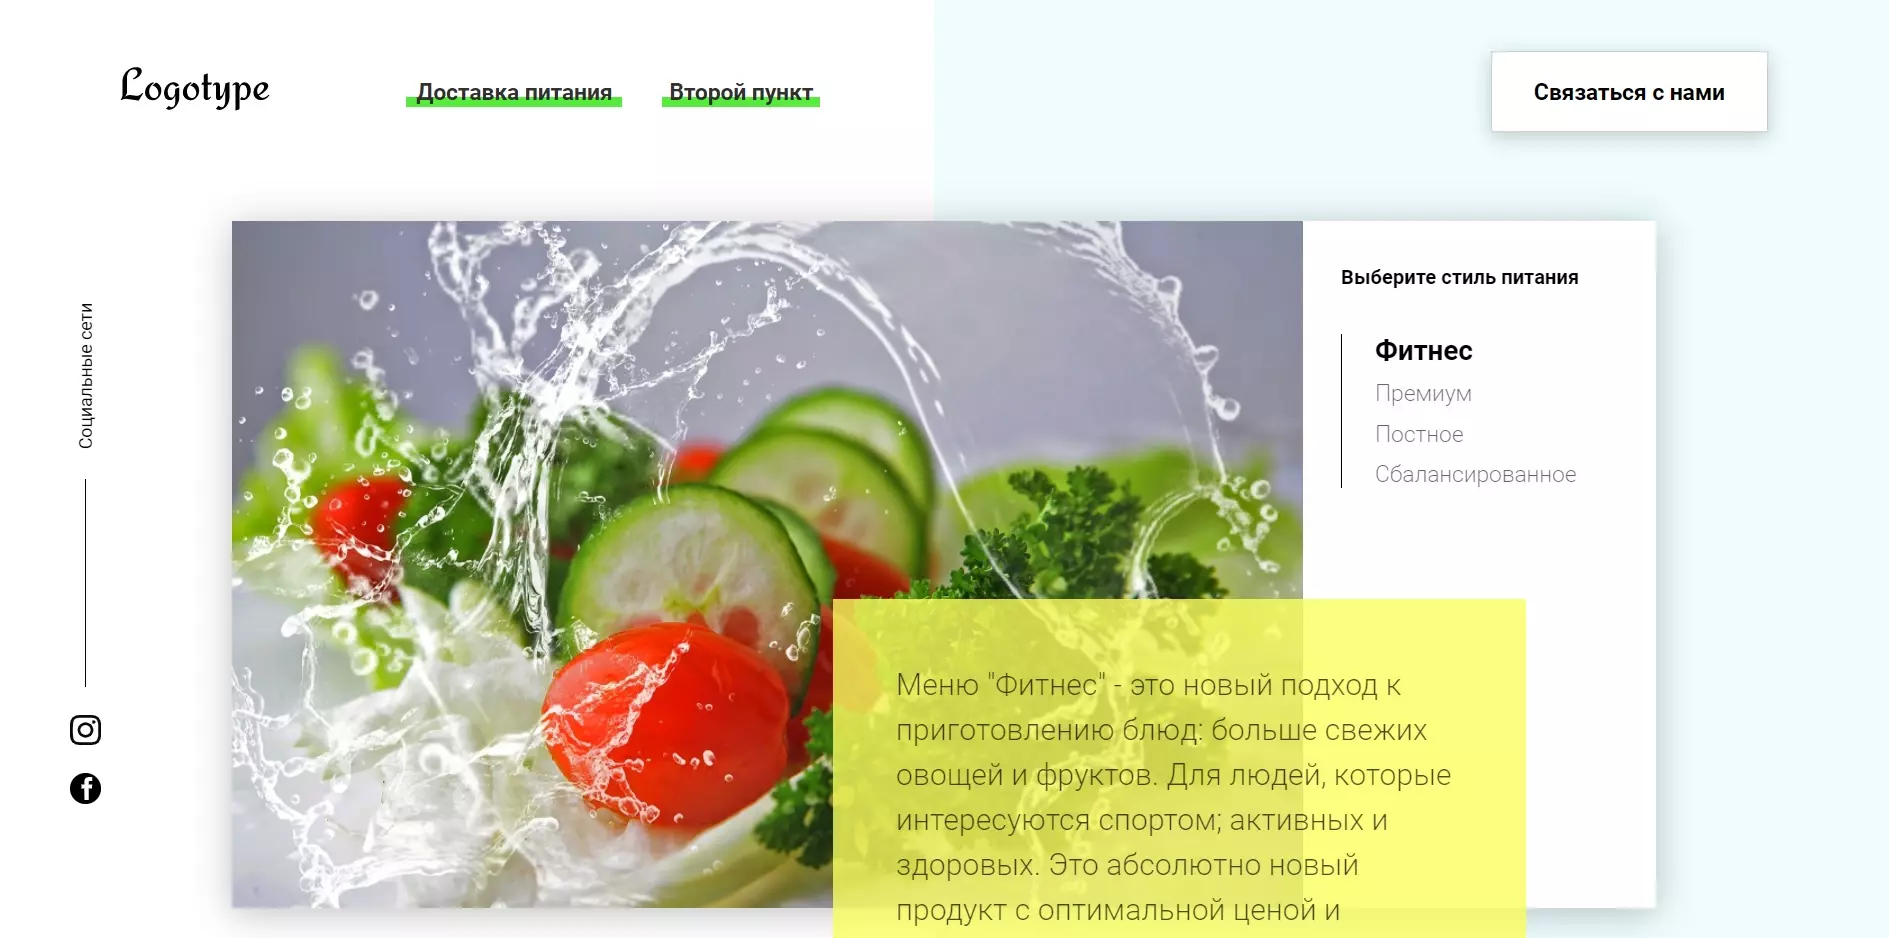 Logotype
Доставка питания
Второй пункт
Связаться с нами
Социальные сети
Выберите стиль питания
Фитнес
Премиум
Постное
Сбалансированное
Меню "Фитнес" - это новый подход к
приготовлению блюд: больше свежих
овощей и фруктов. Для людей, которые
интересуются спортом; активных и
здоровых. Это абсолютно новый
продукт с оптимальной ценой и